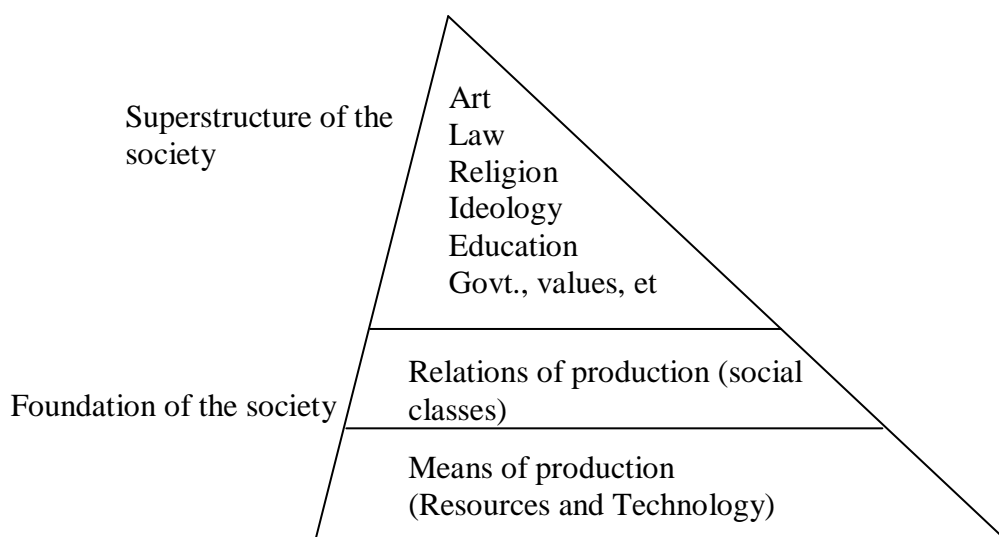 Superstructure of the
society
Art
Law
Religion
Ideology
Education
Govt., values, et
Foundation of the society
Relations of production (social
classes)
Means of production
(Resources and Technology)